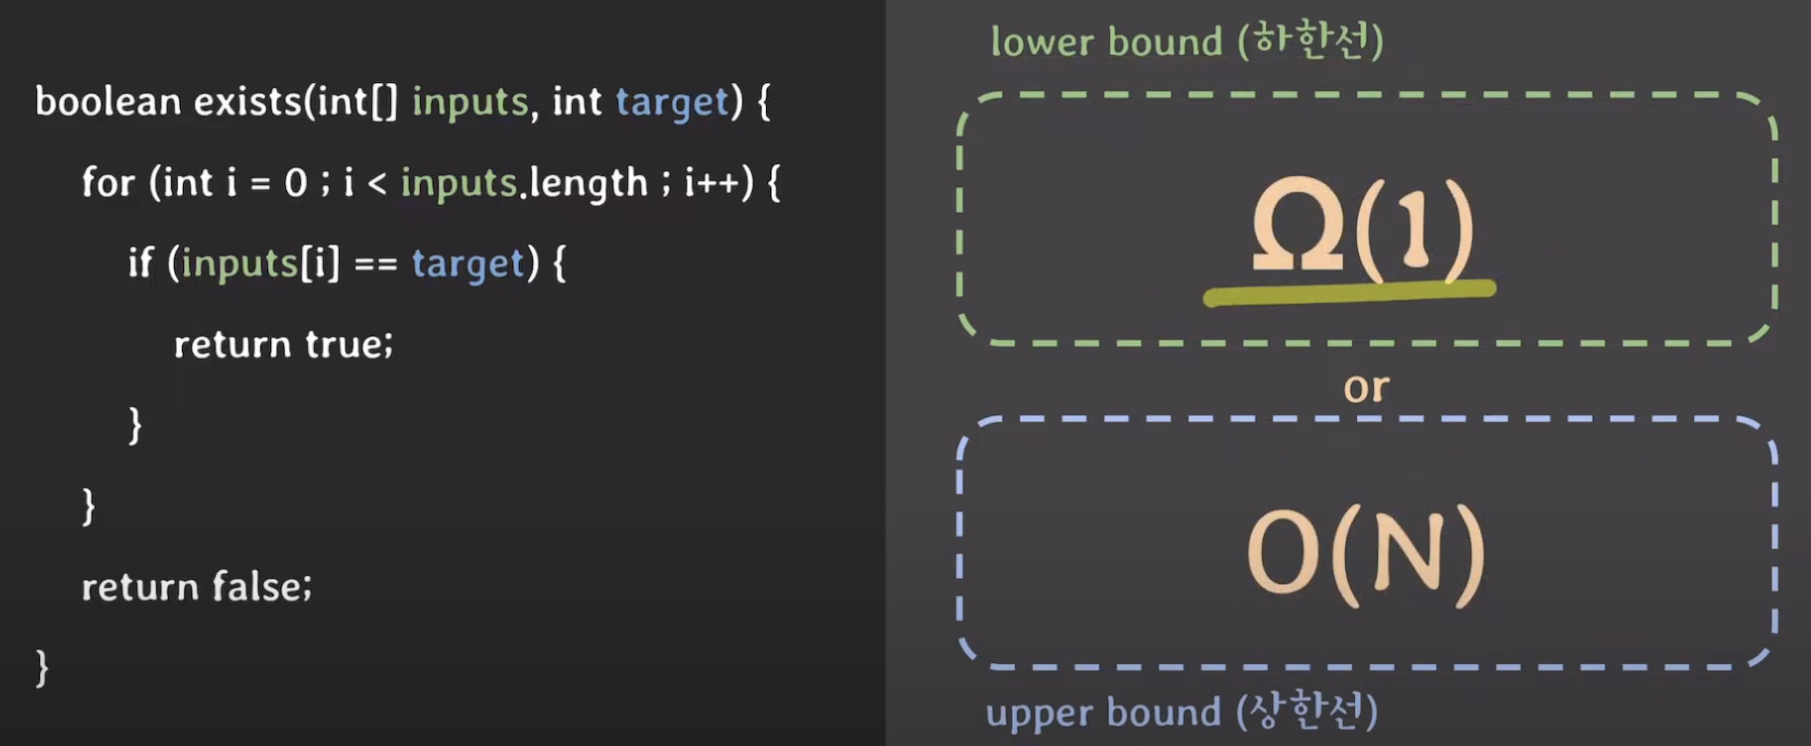 boolean exists(int[] inputs, int target) {
for (int i = 0 ; i < inputs.length ; i++) {
if (inputs[i] == target) {
return true;
}
}
return false;
}
lower bound (하한선)
Ω(1)
or
O(N)
upper bound (상한선)